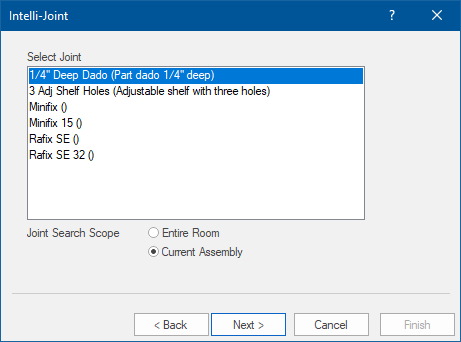 Intelli-Joint ? ×
Select Joint
1/4" Deep Dado (Part dado 1/4" deep)
3 Adj Shelf Holes (Adjustable shelf with three holes)
Minifix ()
Minifix 15 ()
Rafix SE ()
Rafix SE 32 ()
Joint Search Scope Entire Room
Current Assembly
< Back Next > Cancel Finish